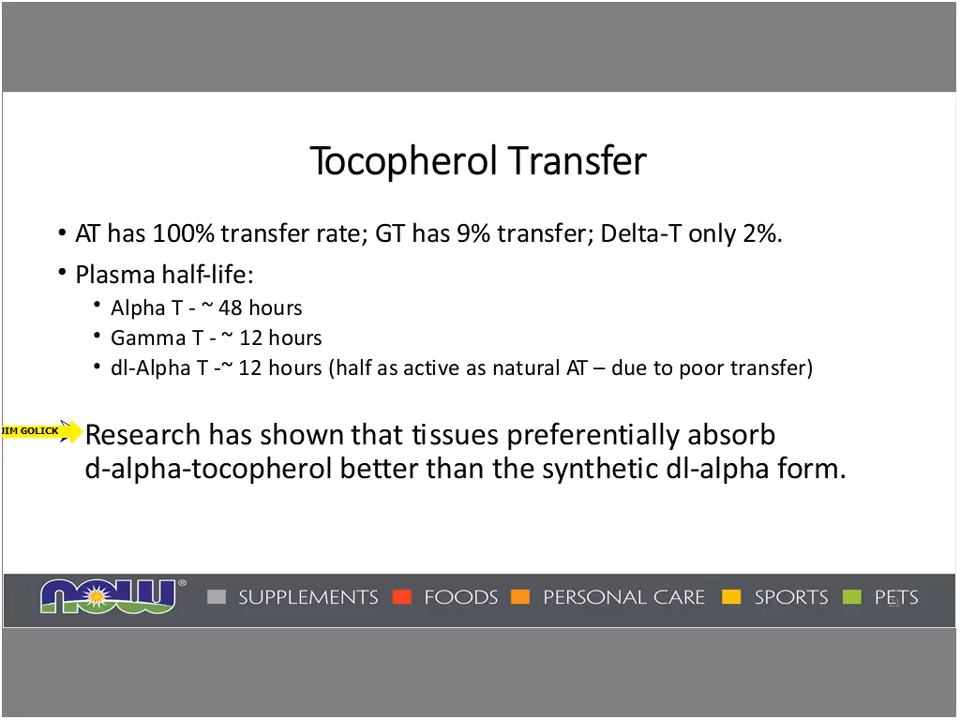 Tocopherol Transfer
• AT has 100% transfer rate; GT has 9% transfer; Delta-T only 2%.
• Plasma half-life:
• Alpha T - ~ 48 hours
• Gamma T - ~ 12 hours
• dl-Alpha T -~ 12 hours (half as active as natural AT – due to poor transfer)
JIM GOLICK
Research has shown that tissues preferentially absorb
d-alpha-tocopherol better than the synthetic dl-alpha form.
NOW® SUPPLEMENTS FOODS PERSONAL CARE SPORTS PETS